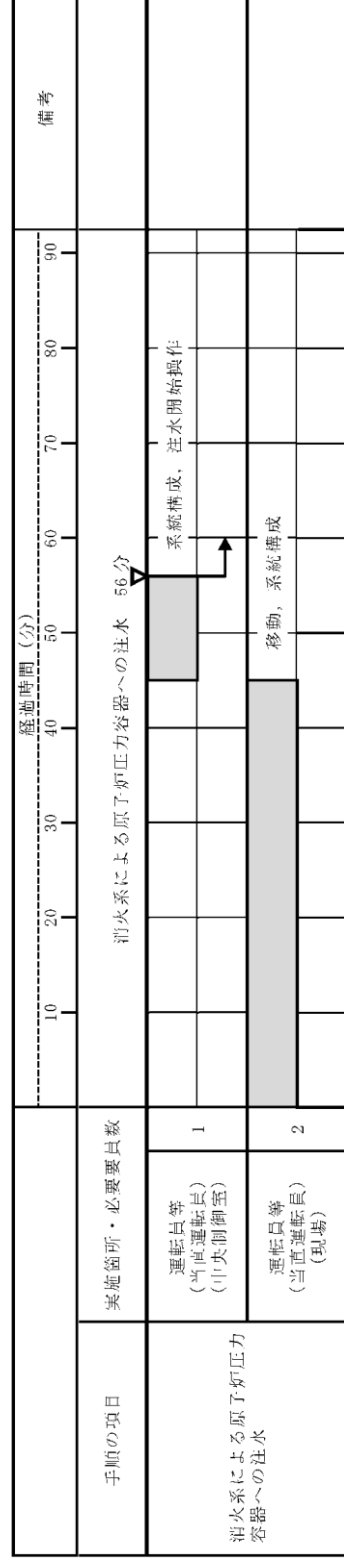 経過時間(分)
備考
10 20 30 40 50 60 70 80 90
手順の項目
実施箇所・必要要員数
消火系による原子炉圧力容器への注水 56分
消火系による原子炉圧力
容器への注水
運転員等
(当直運転員)
(中央制御室)
1
系統構成,注水開始操作
運転員等
(当直運転員)
(現場)
2
移動,系統構成